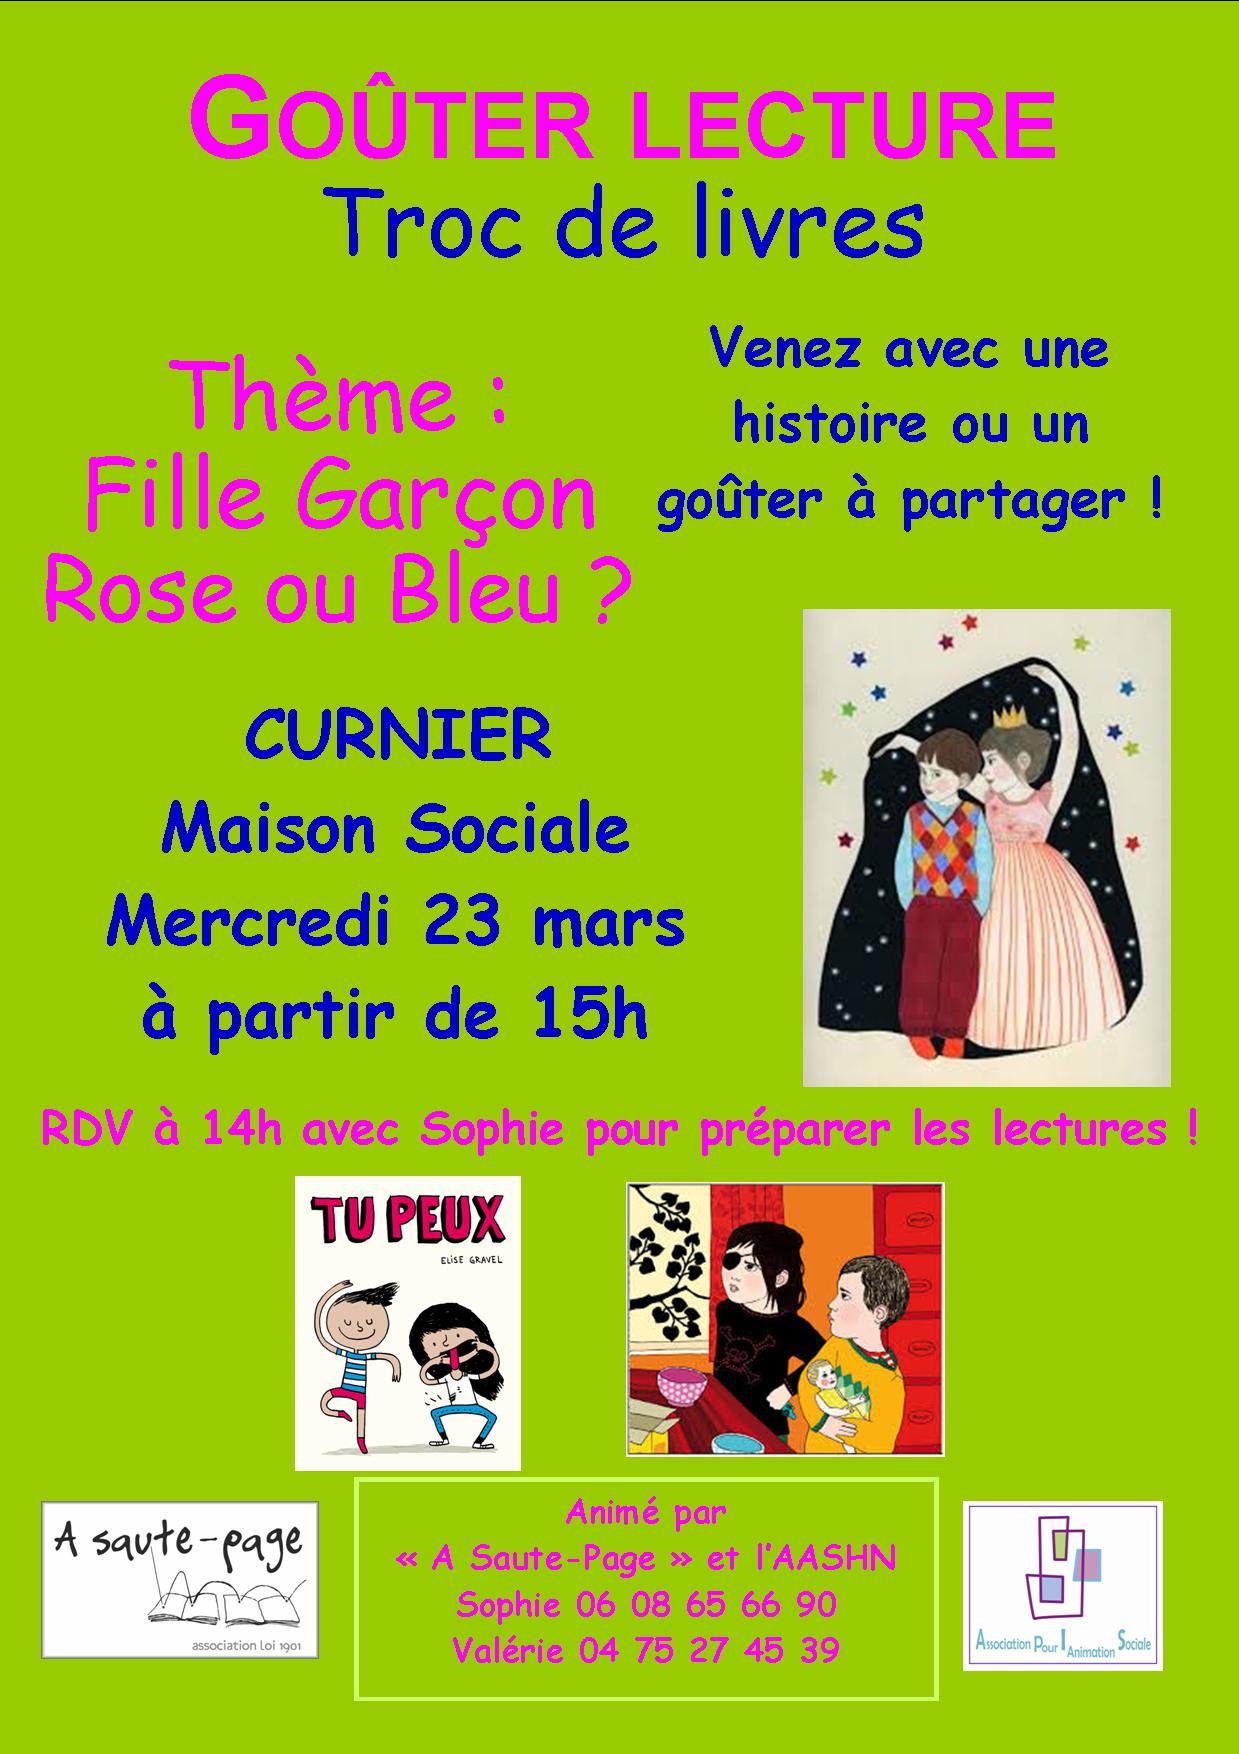 GOÛTER LECTURE
Troc de livres
Thème :
Fille Garçon
Rose ou Bleu ?
Venez avec une
histoire ou un
goûter à partager !
CURNIER
Maison Sociale
Mercredi 23 mars
à partir de 15h
RDV à 14h avec Sophie pour préparer les lectures !
TU PEUX
ELISE GRAVEL
A saute-page
association loi 1901
Animé par
« A Saute-Page » et l'AASHN
Sophie 06 08 65 66 90
Valérie 04 75 27 45 39
Association Pour l'Animation Sociale